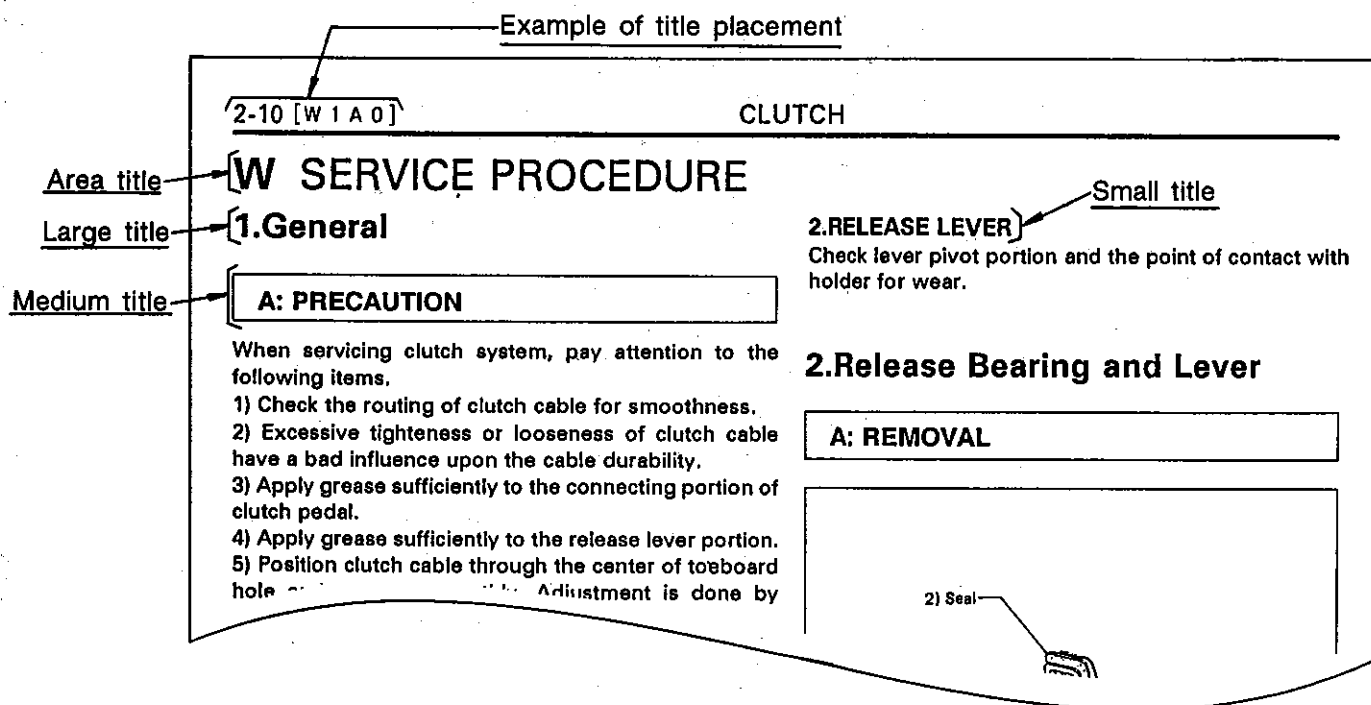 Example of title placement
2-10 [W 1 A 0]
CLUTCH
Area title
W SERVICE PROCEDURE
Large title
1.General
Medium title
A: PRECAUTION
When servicing clutch system, pay attention to the
following items.
1) Check the routing of clutch cable for smoothness.
2) Excessive tighteness or looseness of clutch cable
have a bad influence upon the cable durability.
3) Apply grease sufficiently to the connecting portion of
clutch pedal.
4) Apply grease sufficiently to the release lever portion.
5) Position clutch cable through the center of toeboard
hole
Adjustment is done by
Small title
2.RELEASE LEVER
Check lever pivot portion and the point of contact with
holder for wear.
2.Release Bearing and Lever
A: REMOVAL
2) Seal